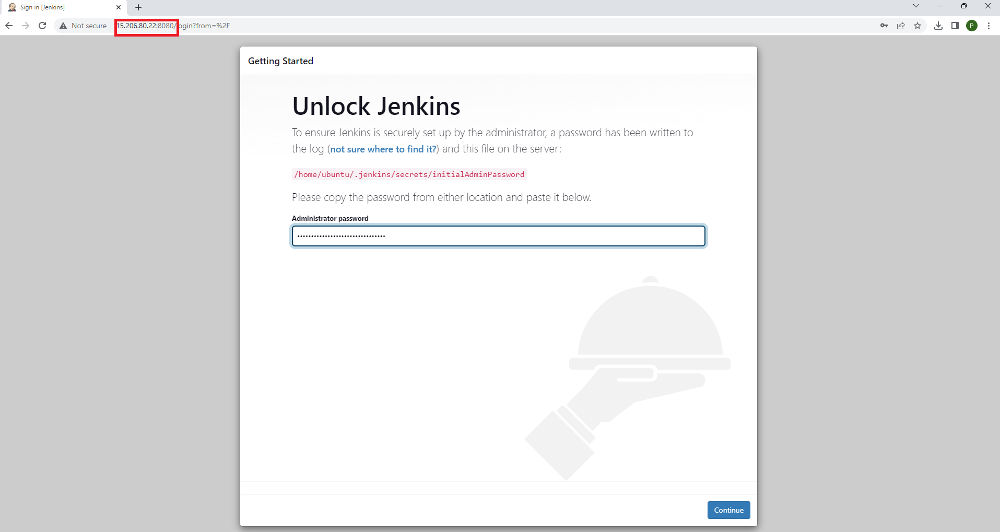 Sign in [Jenkins]
Not secure | 15.206.80.22:8080/login?from=%2F
P
Getting Started
Unlock Jenkins
To ensure Jenkins is securely set up by the administrator, a password has been written to
the log (not sure where to find it?) and this file on the server:
/home/ubuntu/.jenkins/secrets/initialAdminPassword
Please copy the password from either location and paste it below.
Administrator password
Continue